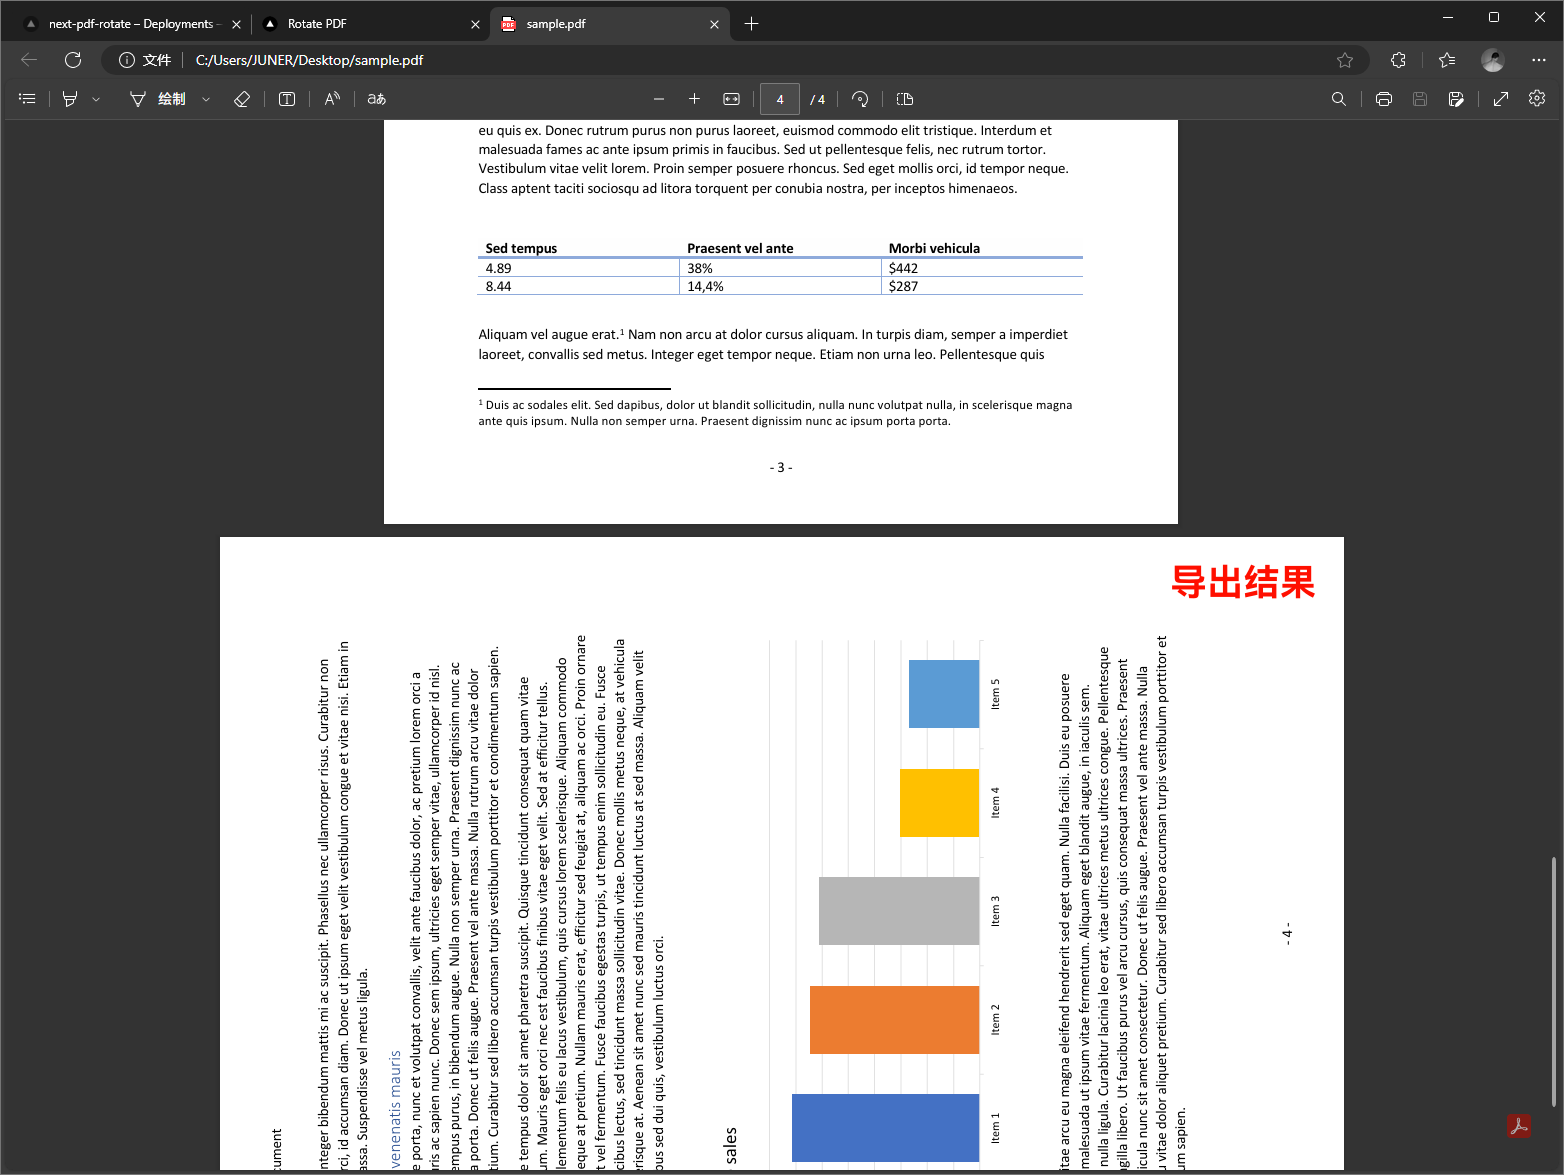 next-pdf-rotate – Deployments
Rotate PDF
sample.pdf
文件
C:/Users/JUNER/Desktop/sample.pdf
绘制
aあ
4
/ 4
eu quis ex. Donec rutrum purus non purus laoreet, euismod commodo elit tristique. Interdum et
malesuada fames ac ante ipsum primis in faucibus. Sed ut pellentesque felis, nec rutrum tortor.
Vestibulum vitae velit lorem. Proin semper posuere rhoncus. Sed eget mollis orci, id tempor neque.
Class aptent taciti sociosqu ad litora torquent per conubia nostra, per inceptos himenaeos.
Sed tempus Praesent vel ante Morbi vehicula
4.89 38% $442
8.44 14,4% $287
Aliquam vel augue erat.¹ Nam non arcu at dolor cursus aliquam. In turpis diam, semper a imperdiet
laoreet, convallis sed metus. Integer eget tempor neque. Etiam non urna leo. Pellentesque quis
¹ Duis ac sodales elit. Sed dapibus, dolor ut blandit sollicitudin, nulla nunc volutpat nulla, in scelerisque magna
ante quis ipsum. Nulla non semper urna. Praesent dignissim nunc ac ipsum porta porta.
- 3 -
导出结果
cument
nteger bibendum mattis mi ac suscipit. Phasellus nec ullamcorper risus. Curabitur non
rci, id accumsan diam. Donec ut ipsum eget velit vestibulum congue et vitae nisi. Etiam in
assa. Suspendisse vel metus ligula.
venenatis mauris
e porta, nunc et volutpat convallis, velit ante faucibus dolor, ac pretium lorem orci a
ris ac sapien nunc. Donec sem ipsum, ultricies eget semper vitae, ullamcorper id nisl.
empus purus, in bibendum augue. Nulla non semper urna. Praesent dignissim nunc ac
a porta. Donec ut felis augue. Praesent vel ante massa. Nulla rutrum arcu vitae dolor
tium. Curabitur sed libero accumsan turpis vestibulum porttitor et condimentum sapien.
e tempus dolor sit amet pharetra suscipit. Quisque tincidunt consequat quam vitae
um. Mauris eget orci nec est faucibus finibus vitae eget velit. Sed at efficitur tellus.
lementum felis eu lacus vestibulum, quis cursus lorem scelerisque. Aliquam commodo
eque at pretium. Nullam mauris erat, efficitur sed feugiat at, aliquam ac orci. Proin ornare
t vel fermentum. Fusce faucibus egestas turpis, ut tempus enim sollicitudin eu. Fusce
cibus lectus, sed tincidunt massa sollicitudin vitae. Donec mollis metus neque, at vehicula
erisque at. Aenean sit amet nunc sed mauris tincidunt luctus at sed massa. Aliquam velit
pus sed dui quis, vestibulum luctus orci.
sales
Item 1
Item 2
Item 3
Item 4
Item 5
itae arcu eu magna eleifend hendrerit sed eget quam. Nulla facilisi. Duis eu posuere
malesuada ut ipsum vitae fermentum. Aliquam eget blandit augue, in iaculis sem.
nulla ligula. Curabitur lacinia leo erat, vitae ultrices metus ultrices congue. Pellentesque
gilla libero. Ut faucibus purus vel arcu cursus, quis consequat massa ultrices. Praesent
icula nunc sit amet consectetur. Donec ut felis augue. Praesent vel ante massa. Nulla
u vitae dolor aliquet pretium. Curabitur sed libero accumsan turpis vestibulum porttitor et
um sapien.
- 4 -